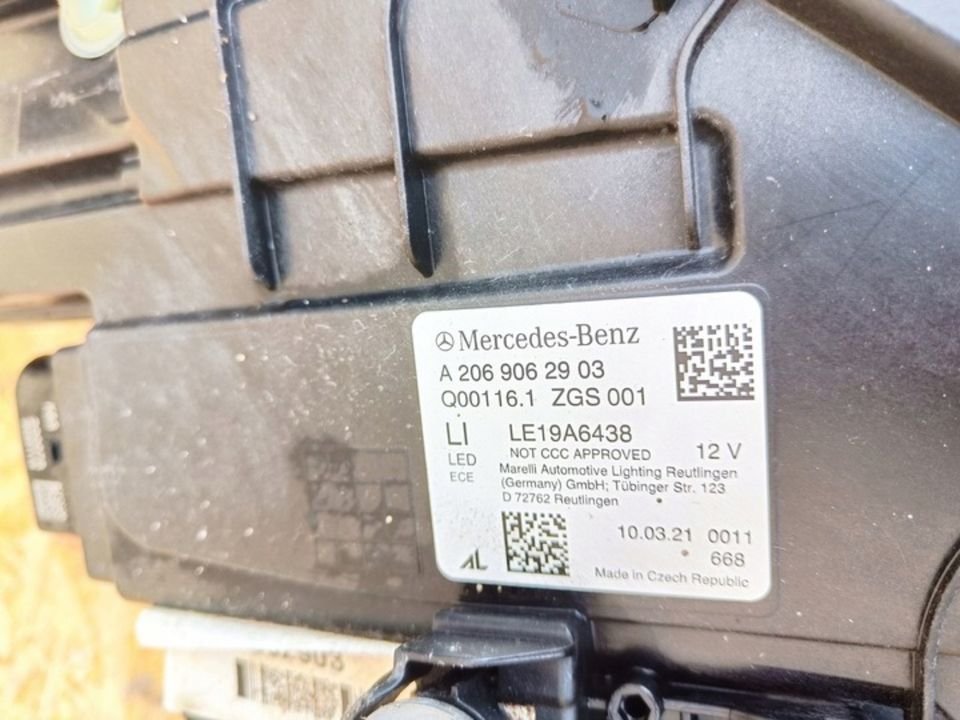 Mercedes-Benz
A 206 906 29 03
Q00116.1 ZGS 001
LI LE19A6438
NOT CCC APPROVED 12 V
LED
ECE
Marelli Automotive Lighting Reutlingen
(Germany) GmbH; Tübinger Str. 123
D 72762 Reutlingen
10.03.21 0011
668
AL
Made in Czech Republic